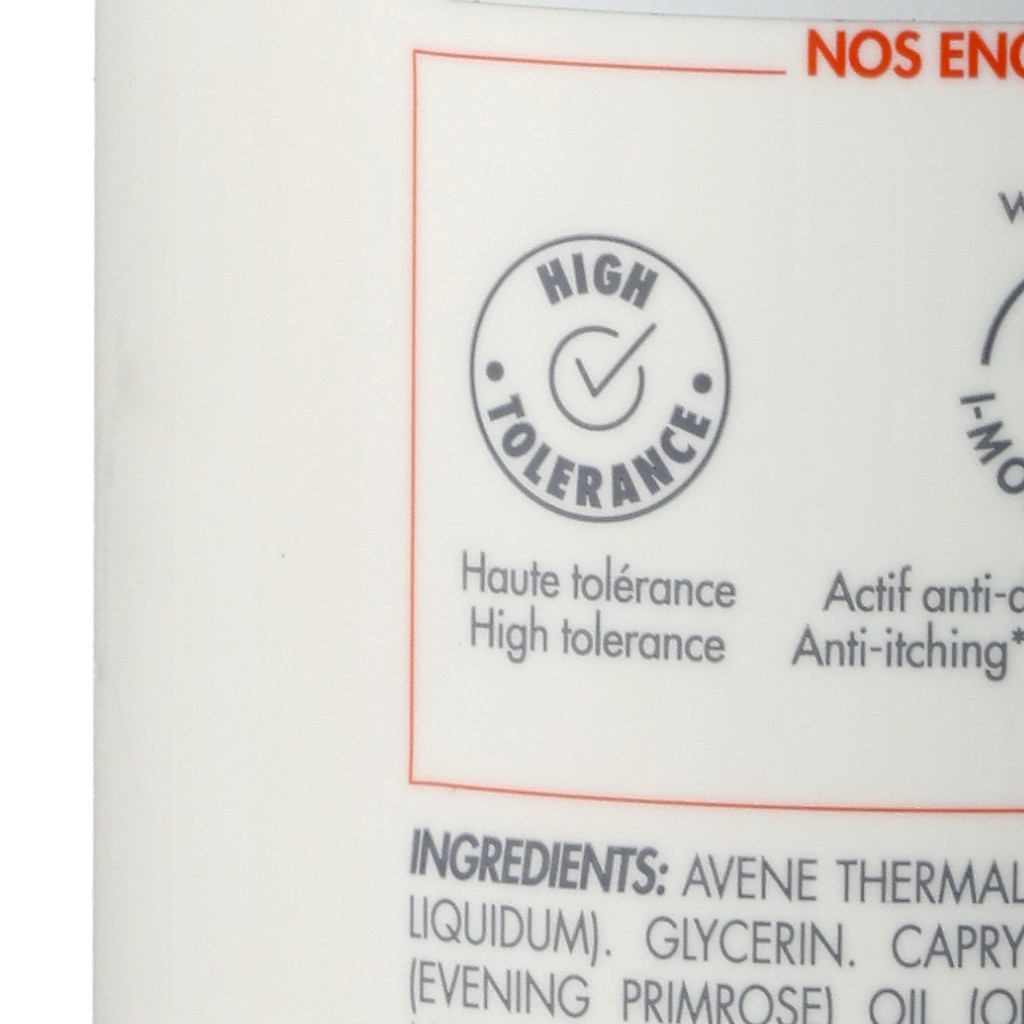 NOS ENG
HIGH
TOLERANCE
I-MO
Haute tolérance
High tolerance
Actif anti-d
Anti-itching*
INGREDIENTS: AVENE THERMAL
LIQUIDUM). GLYCERIN. CAPRY
(EVENING PRIMROSE) OIL (O